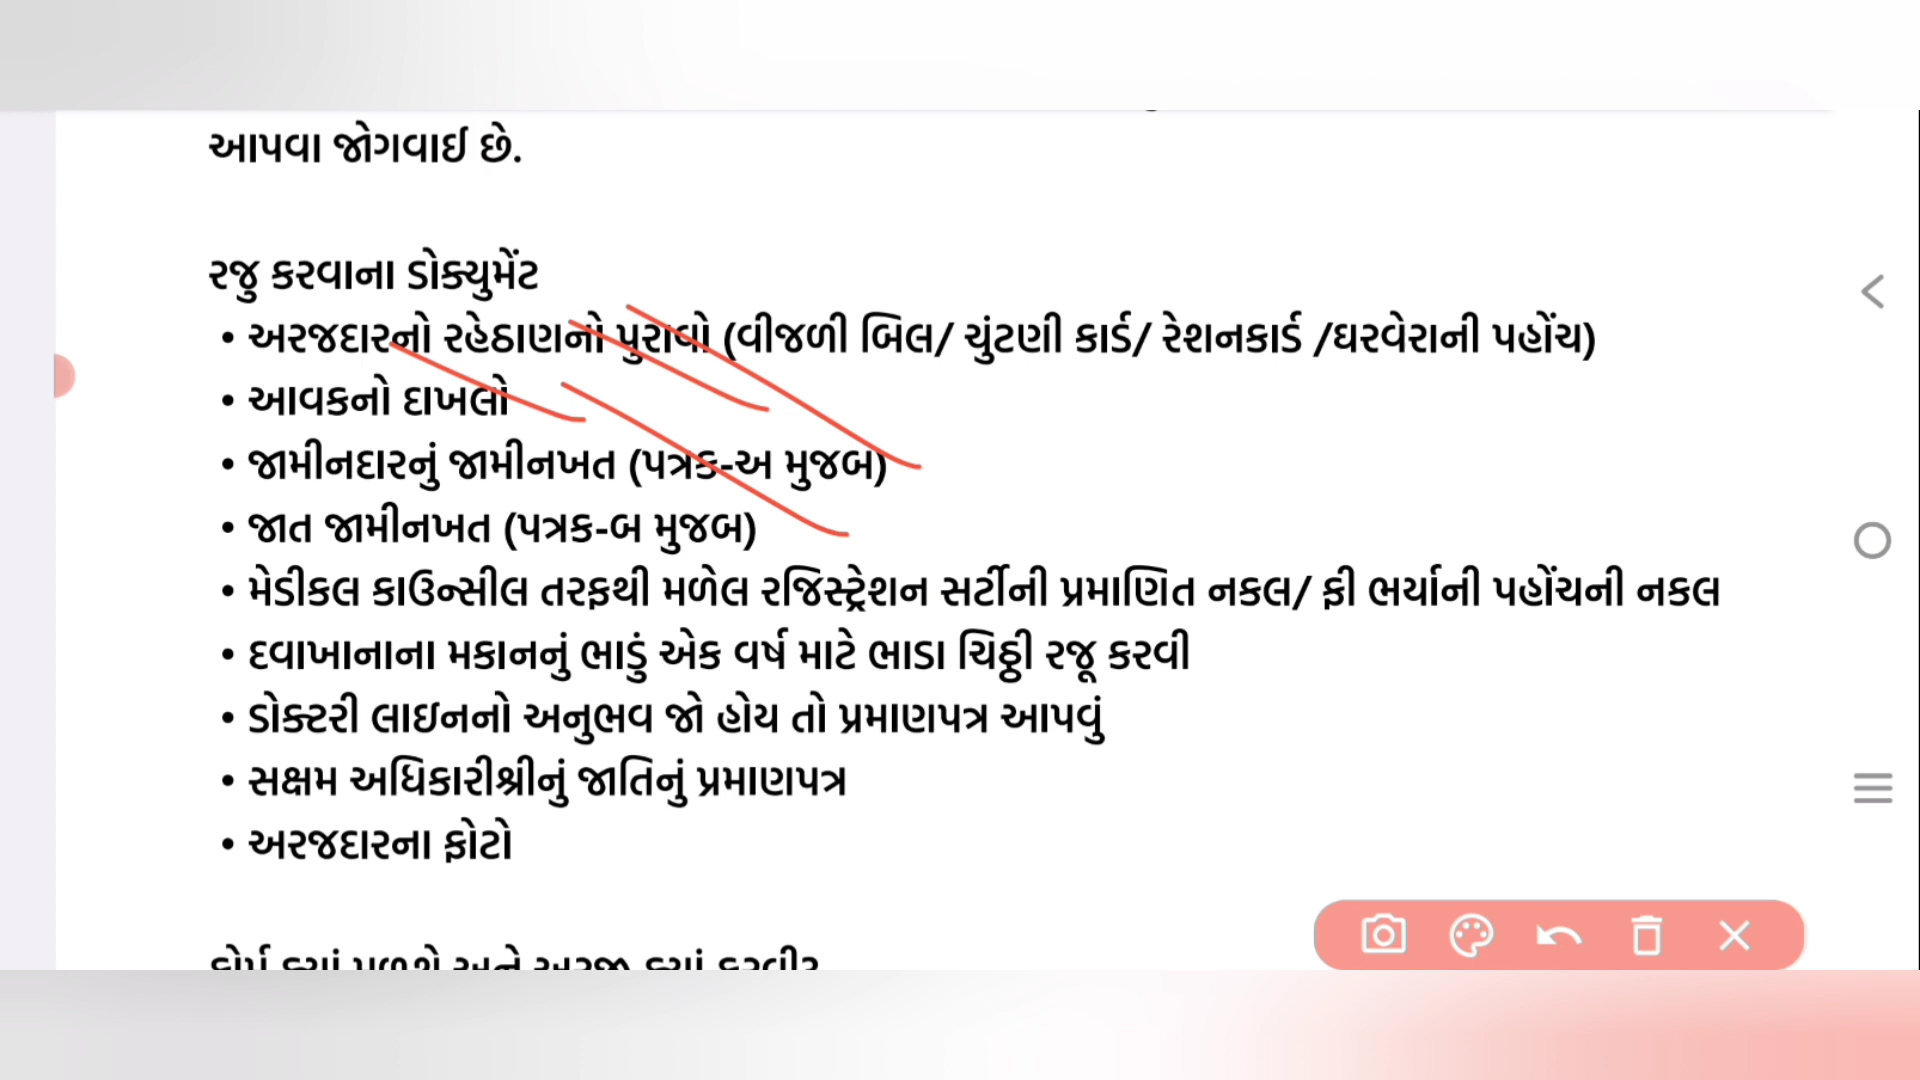 આપવા જોગવાઈ છે.
રજુ કરવાના ડોક્યુમેંટ
• અરજદારનો રહેઠાણનો પુરાવો (વીજળી બિલ/ ચુંટણી કાર્ડ/ રેશનકાર્ડ /ઘરવેરાની પહોંચ)
• આવકનો દાખલો
• જામીનદારનું જામીનખત (પત્રક-અ મુજબ)
• જાત જામીનખત (પત્રક-બ મુજબ)
• મેડીકલ કાઉન્સીલ તરફથી મળેલ રજિસ્ટ્રેશન સર્ટીની પ્રમાણિત નકલ/ ફી ભર્યાની પહોંચની નકલ
• દવાખાનાના મકાનનું ભાડું એક વર્ષ માટે ભાડા ચિઠ્ઠી રજૂ કરવી
• ડોક્ટરી લાઇનનો અનુભવ જો હોય તો પ્રમાણપત્ર આપવું
• સક્ષમ અધિકારીશ્રીનું જાતિનું પ્રમાણપત્ર
• અરજદારના ફોટો